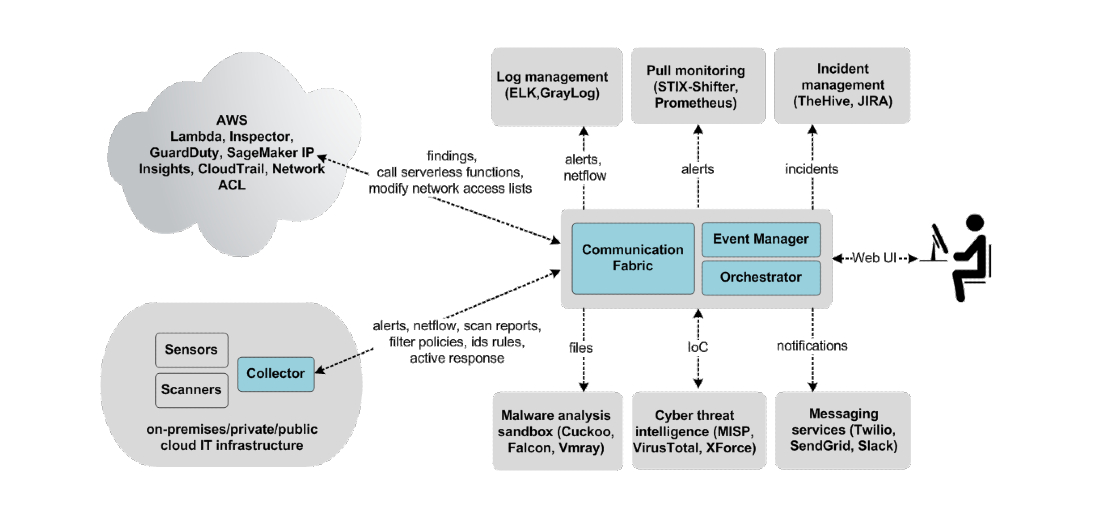 Log management
(ELK,GrayLog)
Pull monitoring
(STIX-Shifter,
Prometheus)
Incident
management
(TheHive, JIRA)
AWS
Lambda, Inspector,
GuardDuty, SageMaker IP
Insights, CloudTrail, Network
ACL
findings,
call serverless functions,
modify network access lists
alerts,
netflow
alerts
incidents
Communication
Fabric
Event Manager
Orchestrator
Web UI
alerts, netflow, scan reports,
filter policies, ids rules,
active response
files
IoC
notifications
Sensors
Scanners
Collector
on-premises/private/public
cloud IT infrastructure
Malware analysis
sandbox (Cuckoo,
Falcon, Vmray)
Cyber threat
intelligence (MISP,
VirusTotal, XForce)
Messaging
services (Twilio,
SendGrid, Slack)